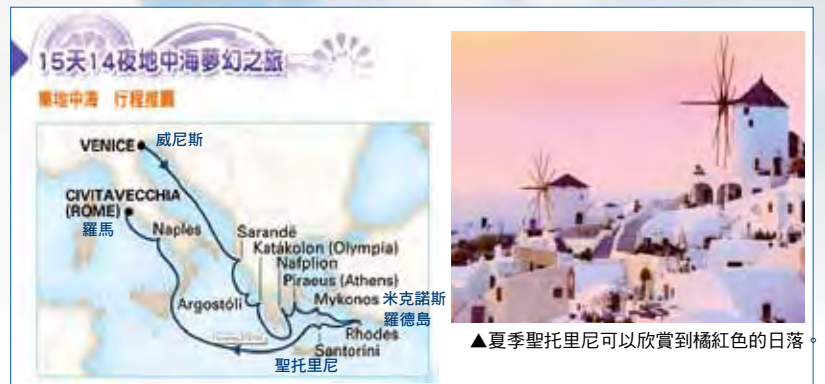 15天14夜地中海夢幻之旅
東地中海 行程推薦
VENICE 威尼斯
CIVITAVECCHIA
(ROME)
羅馬
Naples
Sarandë
Katákolon (Olympia)
Nafplion
Piraeus (Athens)
Argostóli
Mykonos 米克諾斯
羅德島
Rhodes
Santorini
聖托里尼
▲夏季聖托里尼可以欣賞到橘紅色的日落。